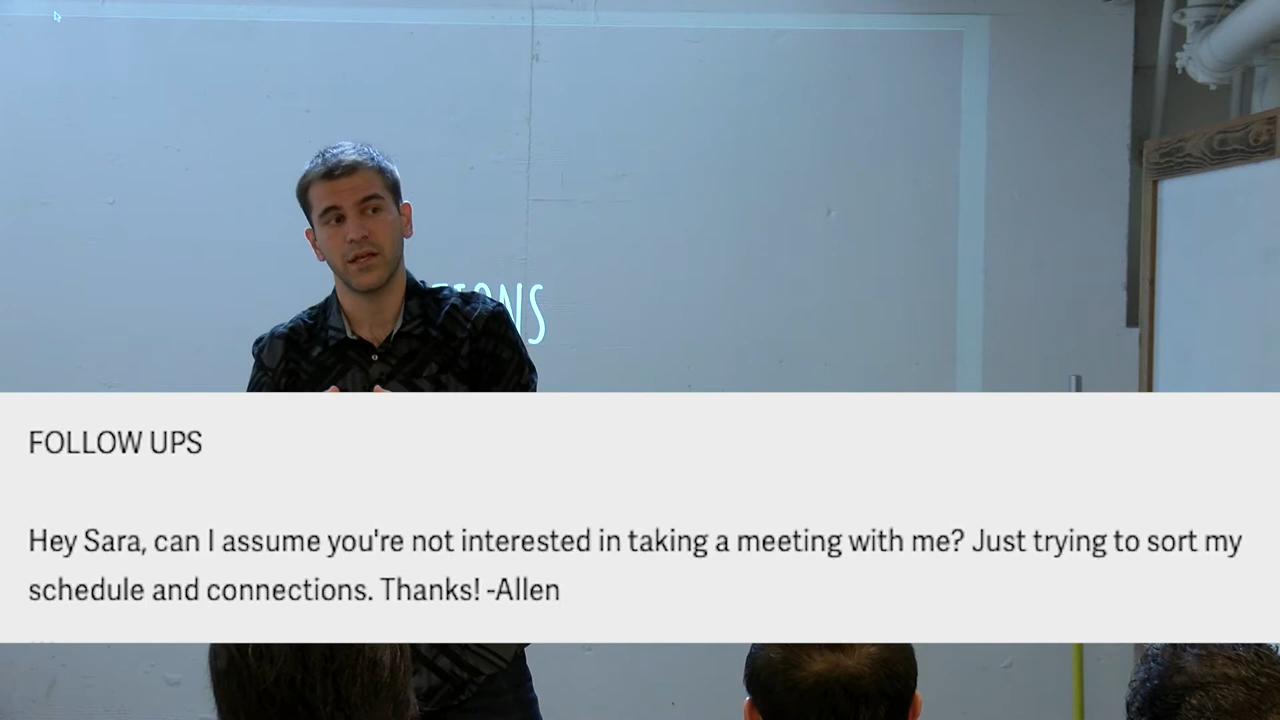 TIONS
FOLLOW UPS
Hey Sara, can I assume you're not interested in taking a meeting with me? Just trying to sort my
schedule and connections. Thanks! -Allen